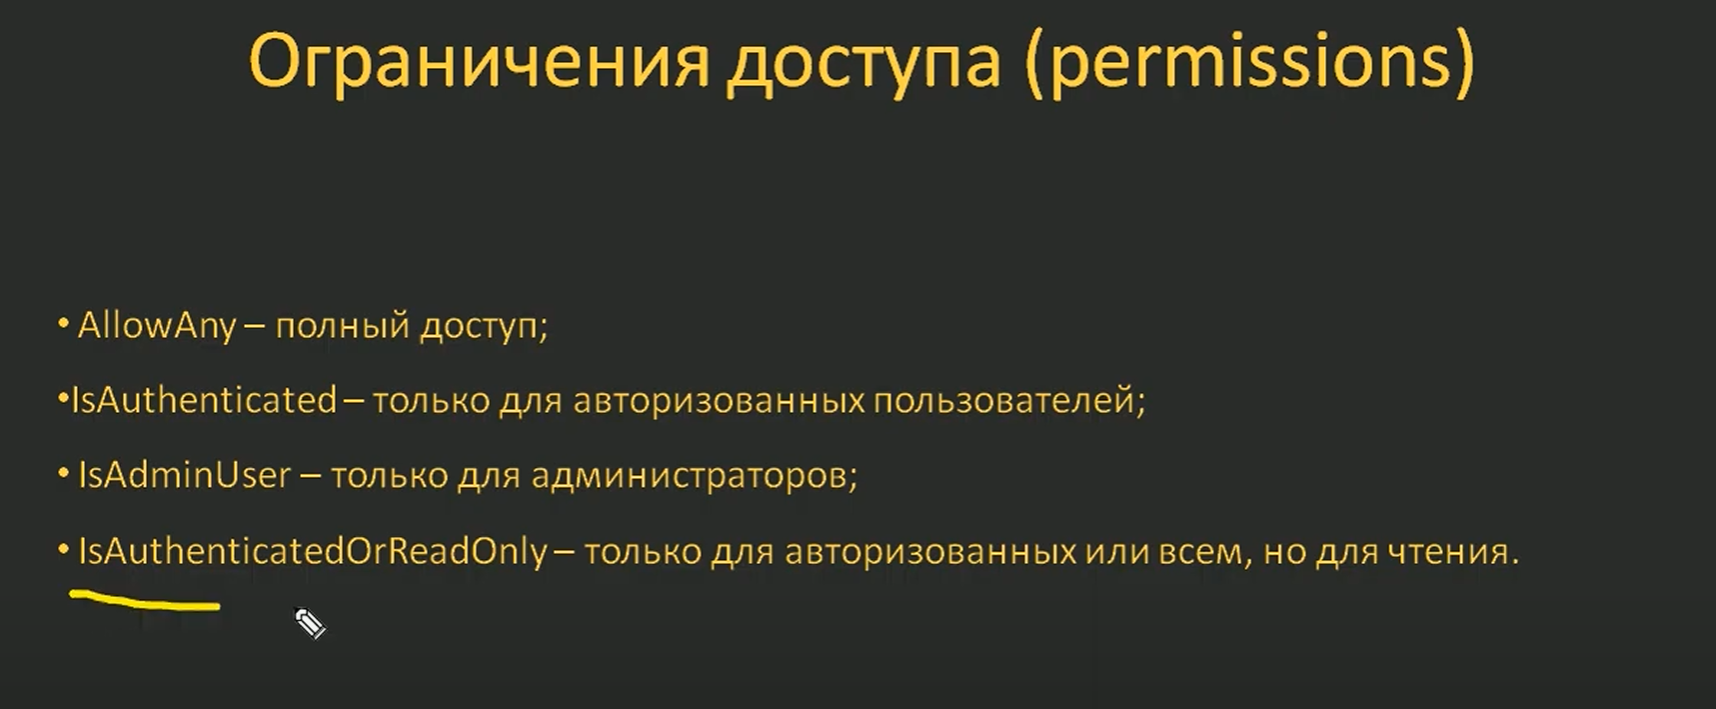 Ограничения доступа (permissions)
• AllowAny – полный доступ;
•IsAuthenticated – только для авторизованных пользователей;
• IsAdminUser – только для администраторов;
• IsAuthenticatedOrReadOnly – только для авторизованных или всем, но для чтения.